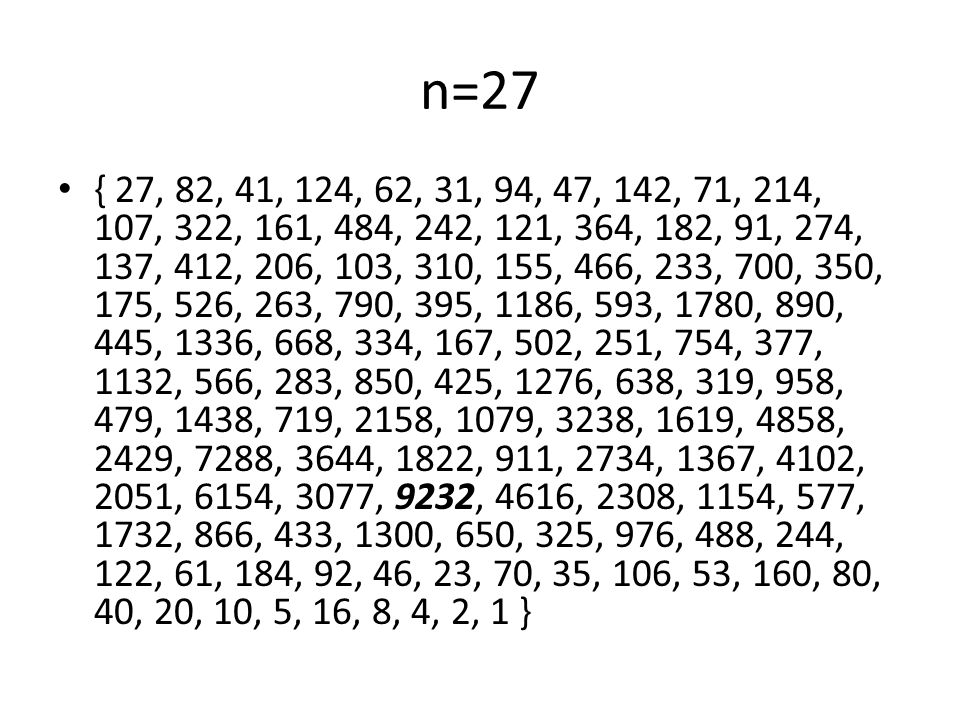 n=27
• { 27, 82, 41, 124, 62, 31, 94, 47, 142, 71, 214,
107, 322, 161, 484, 242, 121, 364, 182, 91, 274,
137, 412, 206, 103, 310, 155, 466, 233, 700, 350,
175, 526, 263, 790, 395, 1186, 593, 1780, 890,
445, 1336, 668, 334, 167, 502, 251, 754, 377,
1132, 566, 283, 850, 425, 1276, 638, 319, 958,
479, 1438, 719, 2158, 1079, 3238, 1619, 4858,
2429, 7288, 3644, 1822, 911, 2734, 1367, 4102,
2051, 6154, 3077, 9232, 4616, 2308, 1154, 577,
1732, 866, 433, 1300, 650, 325, 976, 488, 244,
122, 61, 184, 92, 46, 23, 70, 35, 106, 53, 160, 80,
40, 20, 10, 5, 16, 8, 4, 2, 1 }